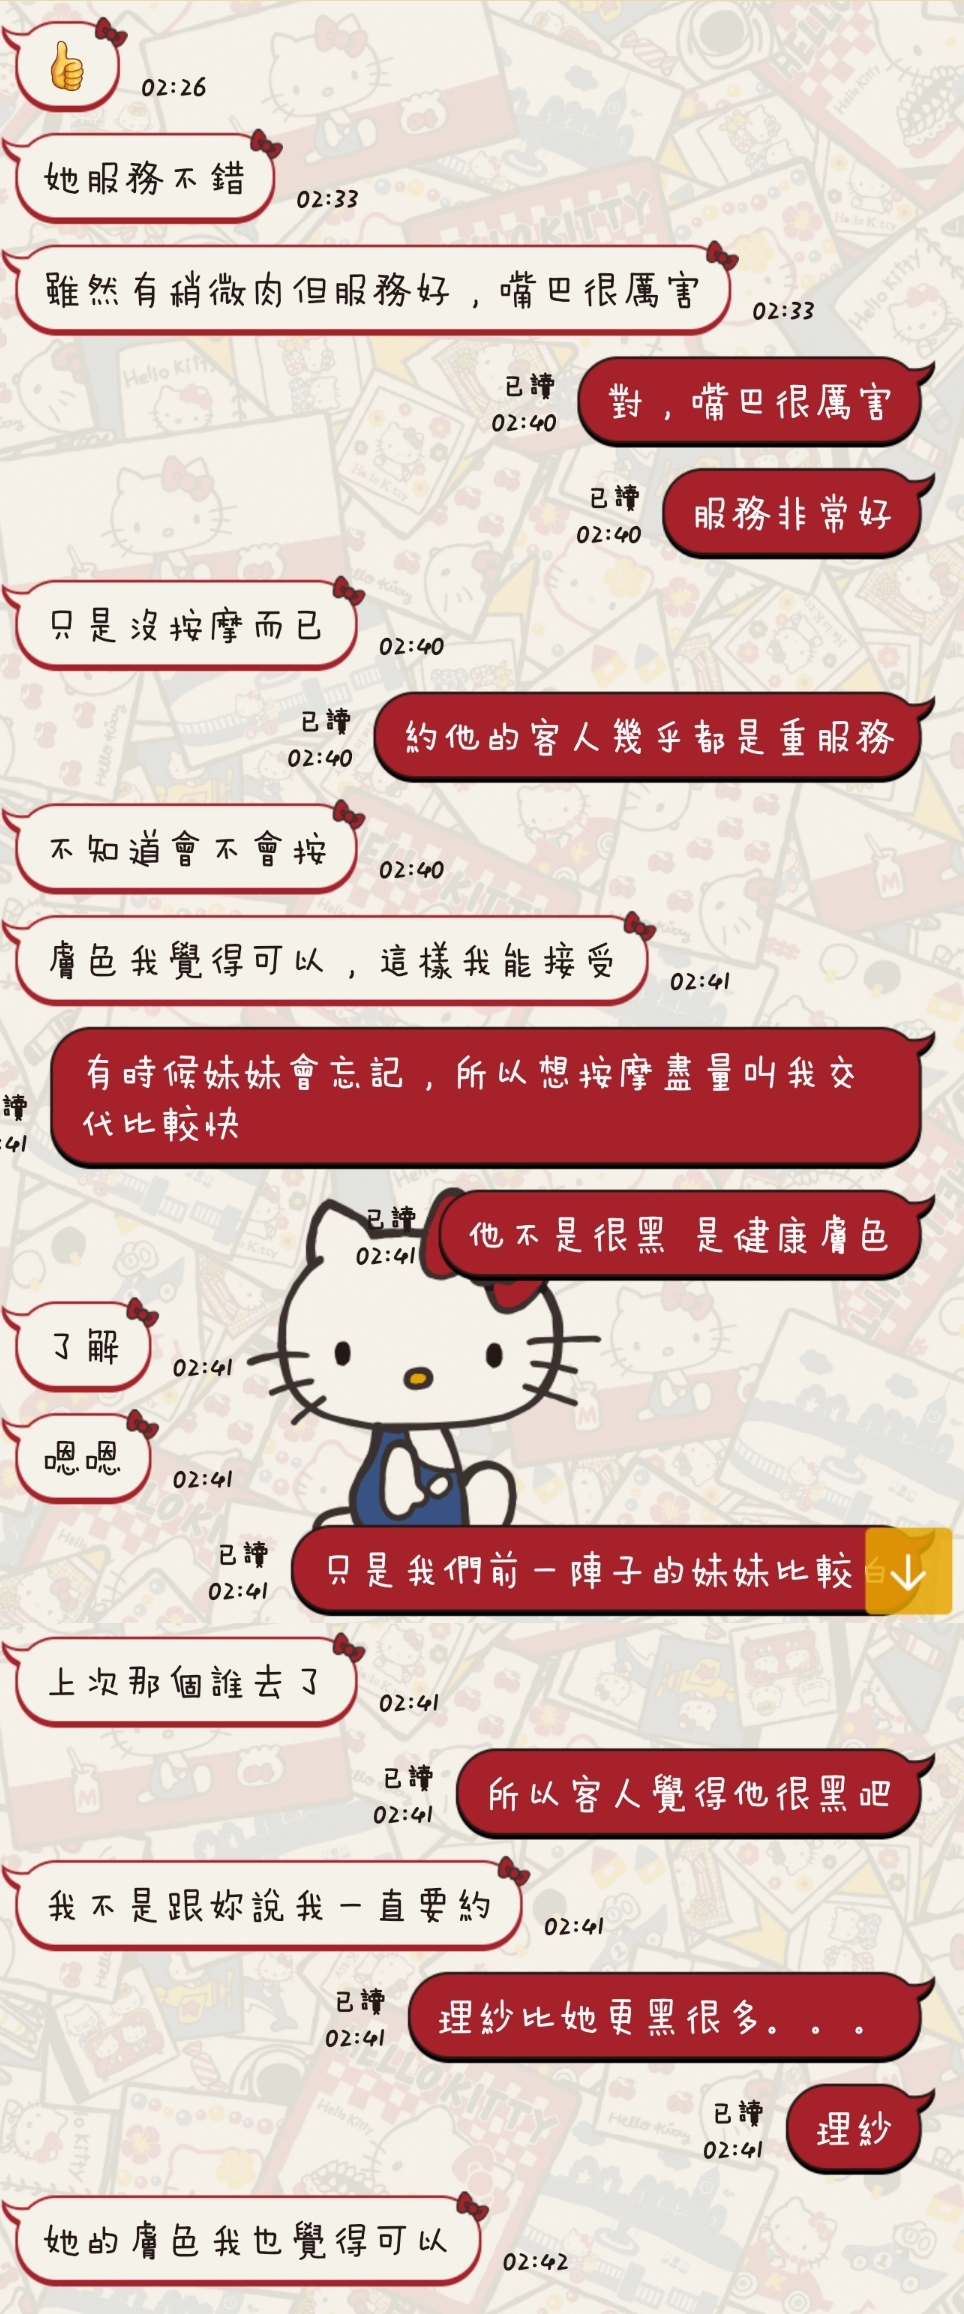 👍
02:26
她服務不錯
02:33
雖然有稍微肉但服務好，嘴巴很厲害
02:33
已讀
02:40
對，嘴巴很厲害
已讀
02:40
服務非常好
只是沒按摩而已
02:40
已讀
02:40
約他的客人幾乎都是重服務
不知道會不會按
02:40
膚色我覺得可以，這樣我能接受
02:41
有時候妹妹會忘記，所以想按摩盡量叫我交
代比較快
讀
:41
已讀
02:41
他不是很黑 是健康膚色
了解
02:41
嗯嗯
02:41
已讀
02:41
只是我們前一陣子的妹妹比較
上次那個誰去了
02:41
已讀
02:41
所以客人覺得他很黑吧
我不是跟妳說我一直要約
02:41
已讀
02:41
理紗比她更黑很多。。。
已讀
02:41
理紗
她的膚色我也覺得可以
02:42